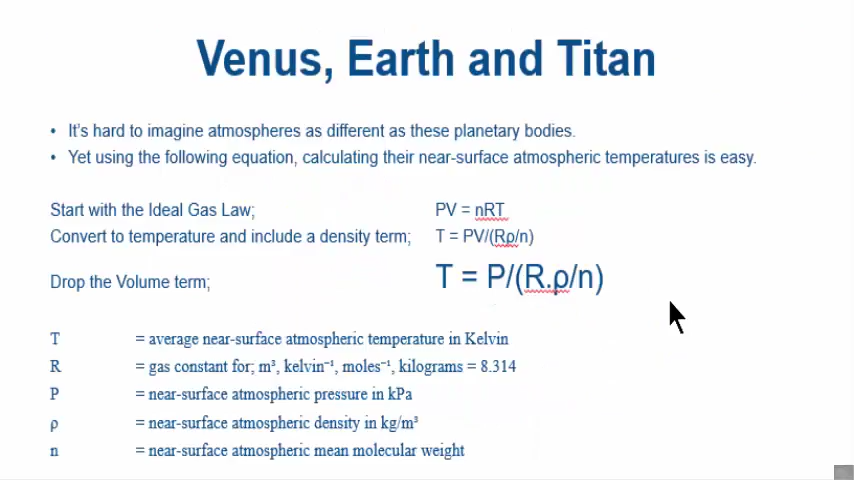 Venus, Earth and Titan
• It's hard to imagine atmospheres as different as these planetary bodies.
• Yet using the following equation, calculating their near-surface atmospheric temperatures is easy.
Start with the Ideal Gas Law; PV = nRT
Convert to temperature and include a density term; T = PV/(Rρ/n)
Drop the Volume term; T = P/(R.ρ/n)
T = average near-surface atmospheric temperature in Kelvin
R = gas constant for; m³, kelvin⁻¹, moles⁻¹, kilograms = 8.314
P = near-surface atmospheric pressure in kPa
ρ = near-surface atmospheric density in kg/m³
n = near-surface atmospheric mean molecular weight